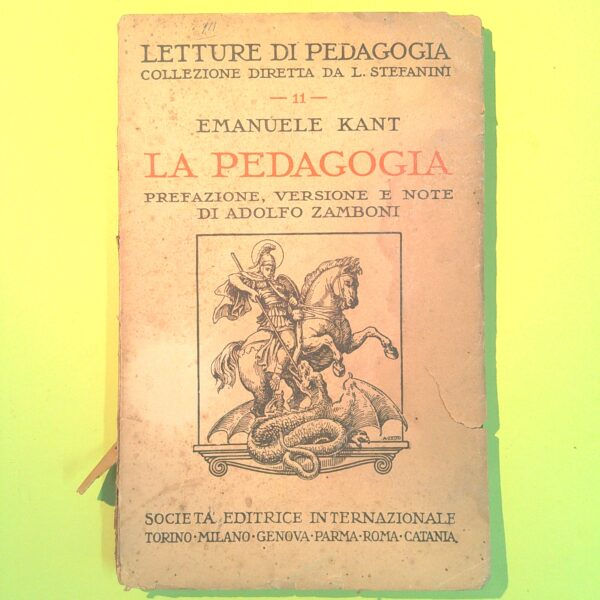 LETTURE DI PEDAGOGIA
COLLEZIONE DIRETTA DA L. STEFANINI
— 11 —
EMANUELE KANT
LA PEDAGOGIA
PREFAZIONE, VERSIONE E NOTE
DI ADOLFO ZAMBONI
SOCIETÀ EDITRICE INTERNAZIONALE
TORINO · MILANO · GENOVA · PARMA · ROMA · CATANIA